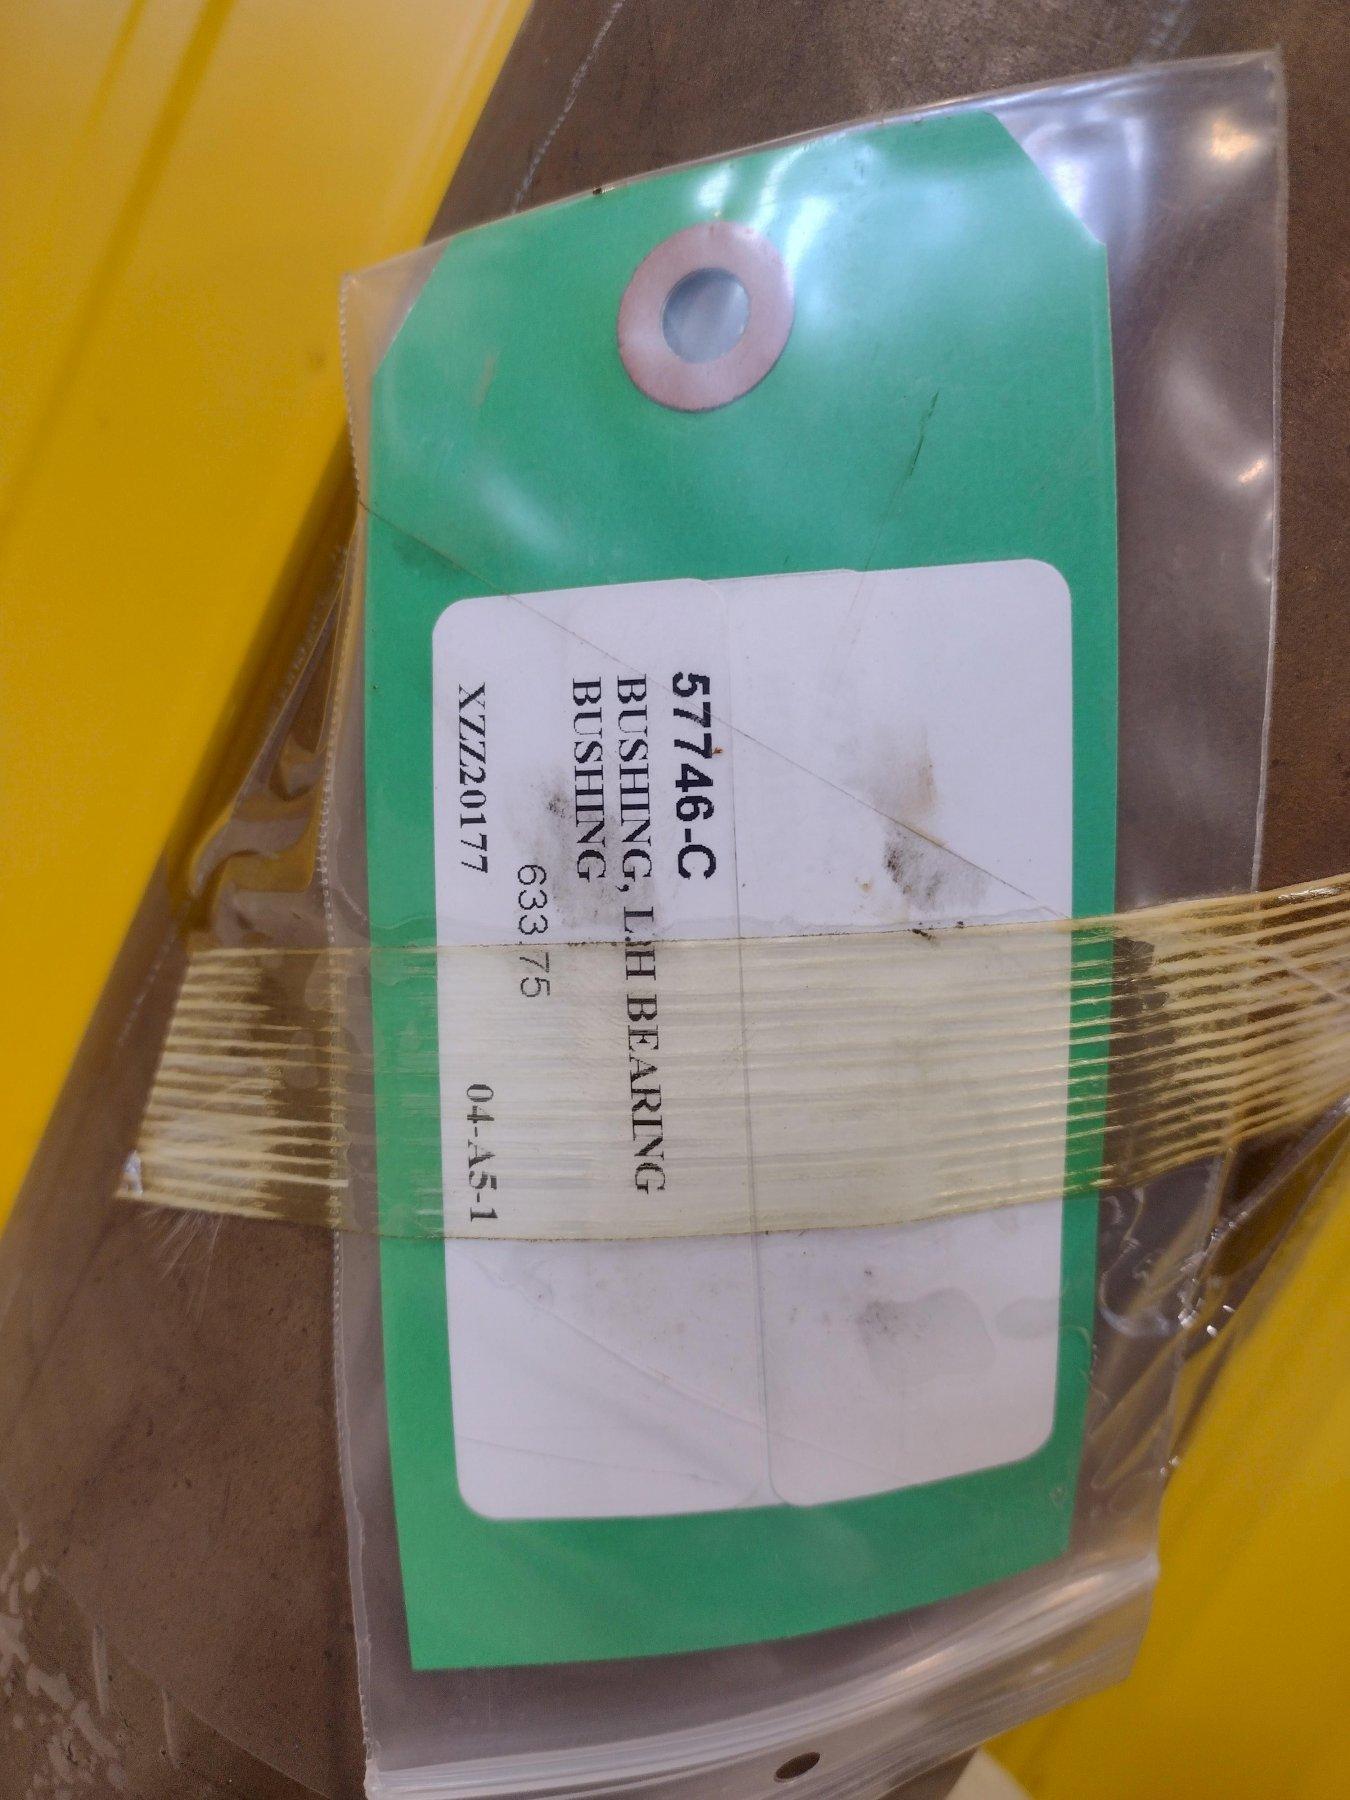 57746-C
BUSHING, LH BEARING
BUSHING
633.75
XZZ20177 04-A5-1